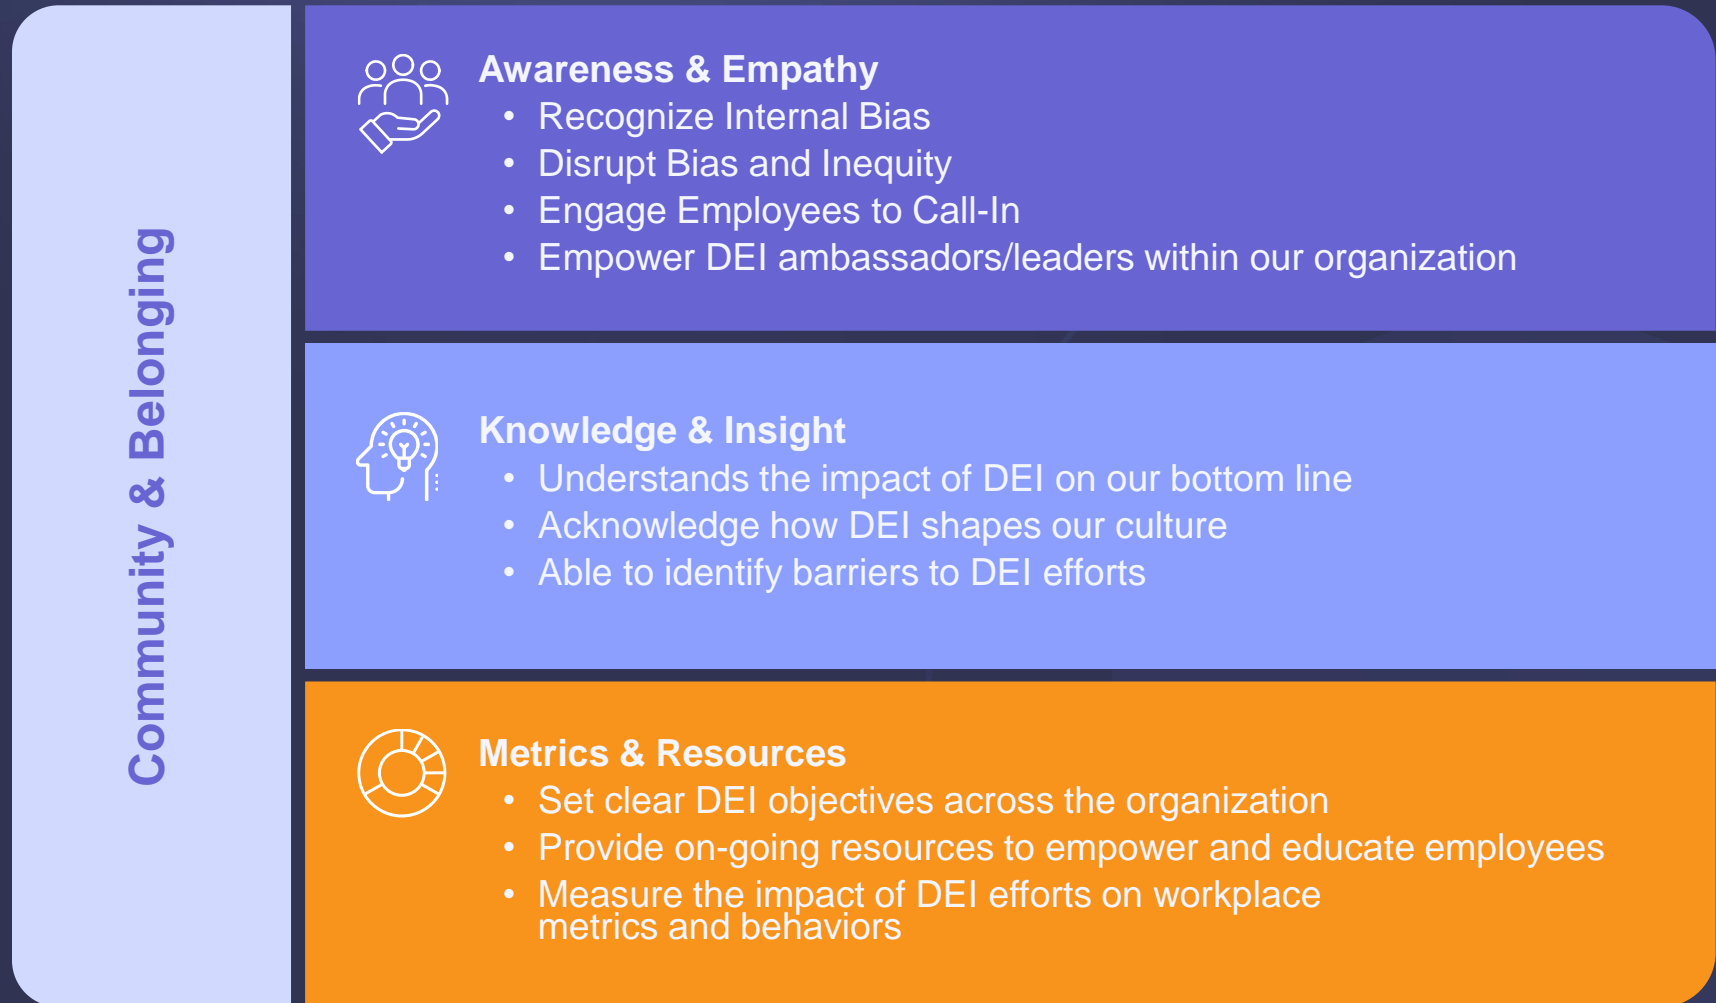 Community & Belonging
Awareness & Empathy
• Recognize Internal Bias
• Disrupt Bias and Inequity
• Engage Employees to Call-In
• Empower DEI ambassadors/leaders within our organization
Knowledge & Insight
• Understands the impact of DEI on our bottom line
• Acknowledge how DEI shapes our culture
• Able to identify barriers to DEI efforts
Metrics & Resources
• Set clear DEI objectives across the organization
• Provide on-going resources to empower and educate employees
• Measure the impact of DEI efforts on workplace
metrics and behaviors